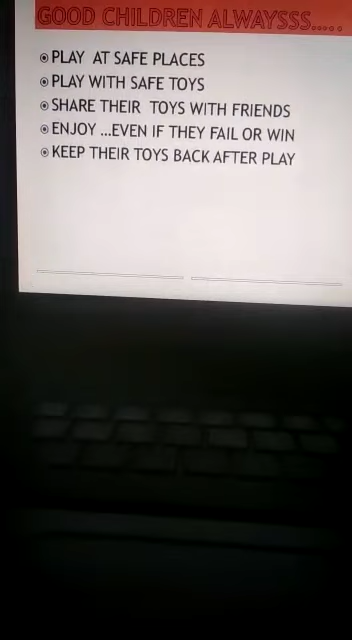 GOOD CHILDREN ALWAYSSS.....
PLAY AT SAFE PLACES
PLAY WITH SAFE TOYS
SHARE THEIR TOYS WITH FRIENDS
ENJOY ...EVEN IF THEY FAIL OR WIN
KEEP THEIR TOYS BACK AFTER PLAY